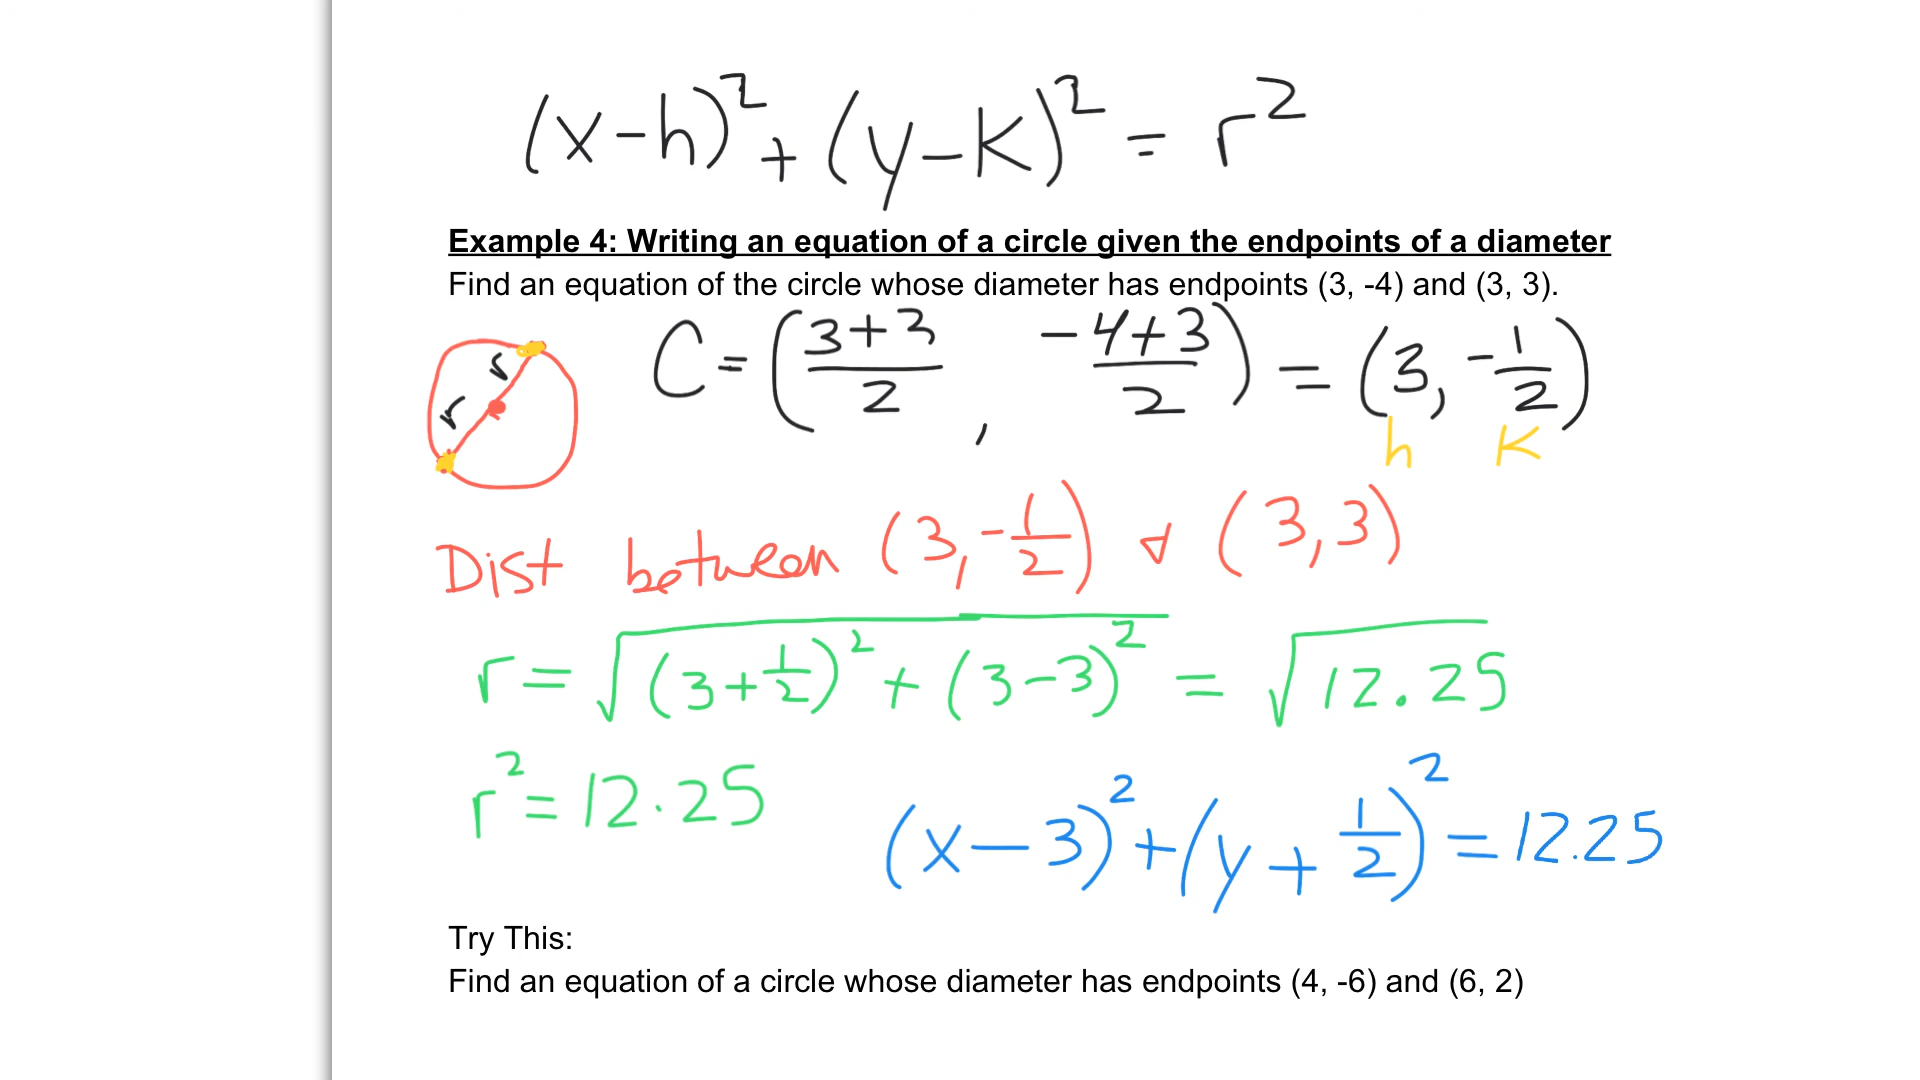 (x-h)² + (y-k)² = r²
Example 4: Writing an equation of a circle given the endpoints of a diameter
Find an equation of the circle whose diameter has endpoints (3, -4) and (3, 3).
r r
C = (3+3/2 , -4+3/2) = (3, -1/2)
h k
Dist between (3, -1/2) & (3,3)
r = √((3+1/2)² + (3-3)²) = √12.25
r² = 12.25
(x-3)² + (y + 1/2)² = 12.25
Try This:
Find an equation of a circle whose diameter has endpoints (4, -6) and (6, 2)